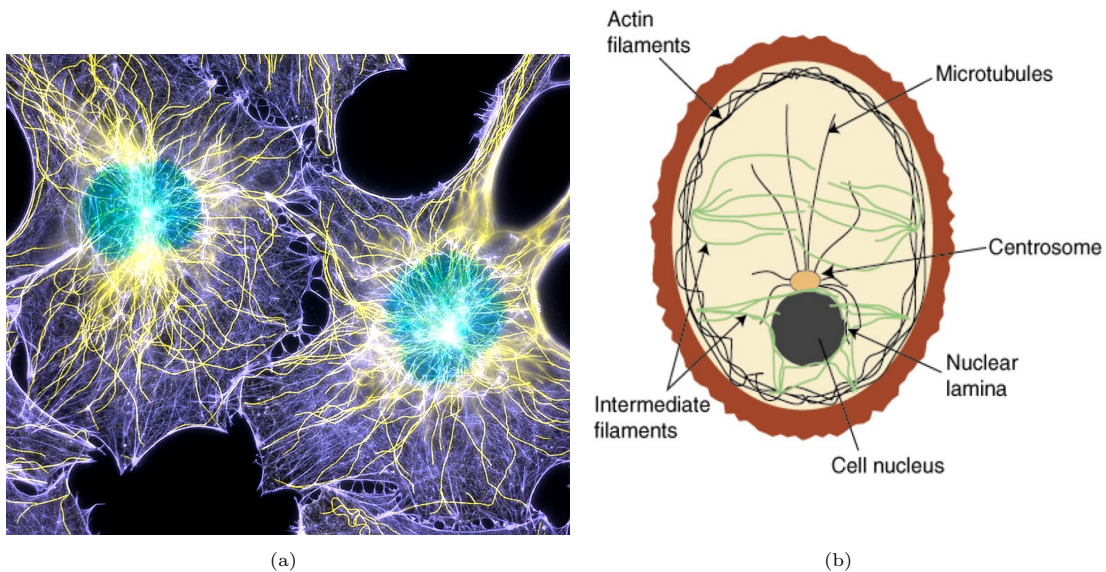 Actin
filaments
Microtubules
Centrosome
Nuclear
lamina
Intermediate
filaments
Cell nucleus
(a)
(b)